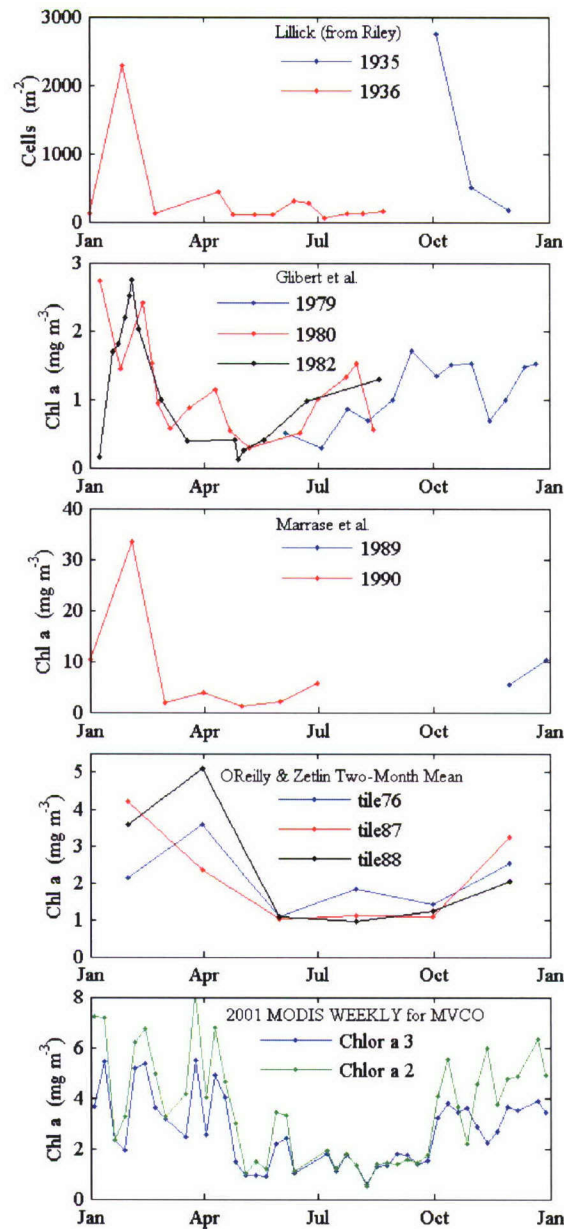 Lillick (from Riley)
1935
1936
Cells (m-2)
3000
2000
1000
0
Jan Apr Jul Oct Jan
Glibert et al.
1979
1980
1982
Chl a (mg m-3)
3
2
1
0
Jan Apr Jul Oct Jan
Marrase et al.
1989
1990
Chl a (mg m-3)
40
30
20
10
0
Jan Apr Jul Oct Jan
OReilly & Zetlin Two-Month Mean
tile76
tile87
tile88
Chl a (mg m-3)
5
4
3
2
1
0
Jan Apr Jul Oct Jan
2001 MODIS WEEKLY for MVCO
Chlor a 3
Chlor a 2
Chl a (mg m-3)
8
6
4
2
0
Jan Apr Jul Oct Jan